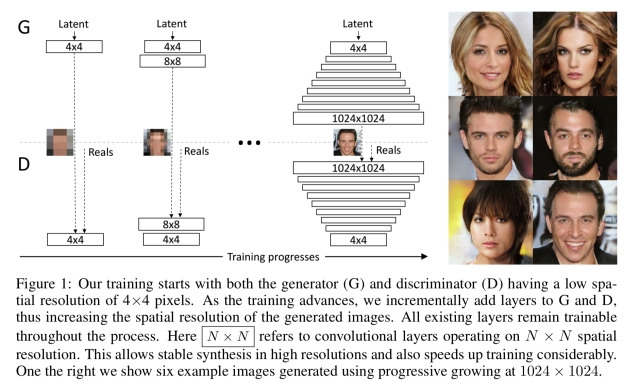 G
Latent
Latent
Latent
4x4
4x4
4x4
8x8
1024x1024
Reals
Reals
Reals
D
1024x1024
8x8
4x4
4x4
4x4
Training progresses
Figure 1: Our training starts with both the generator (G) and discriminator (D) having a low spa-
tial resolution of 4×4 pixels. As the training advances, we incrementally add layers to G and D,
thus increasing the spatial resolution of the generated images. All existing layers remain trainable
throughout the process. Here N × N refers to convolutional layers operating on N × N spatial
resolution. This allows stable synthesis in high resolutions and also speeds up training considerably.
One the right we show six example images generated using progressive growing at 1024 × 1024.